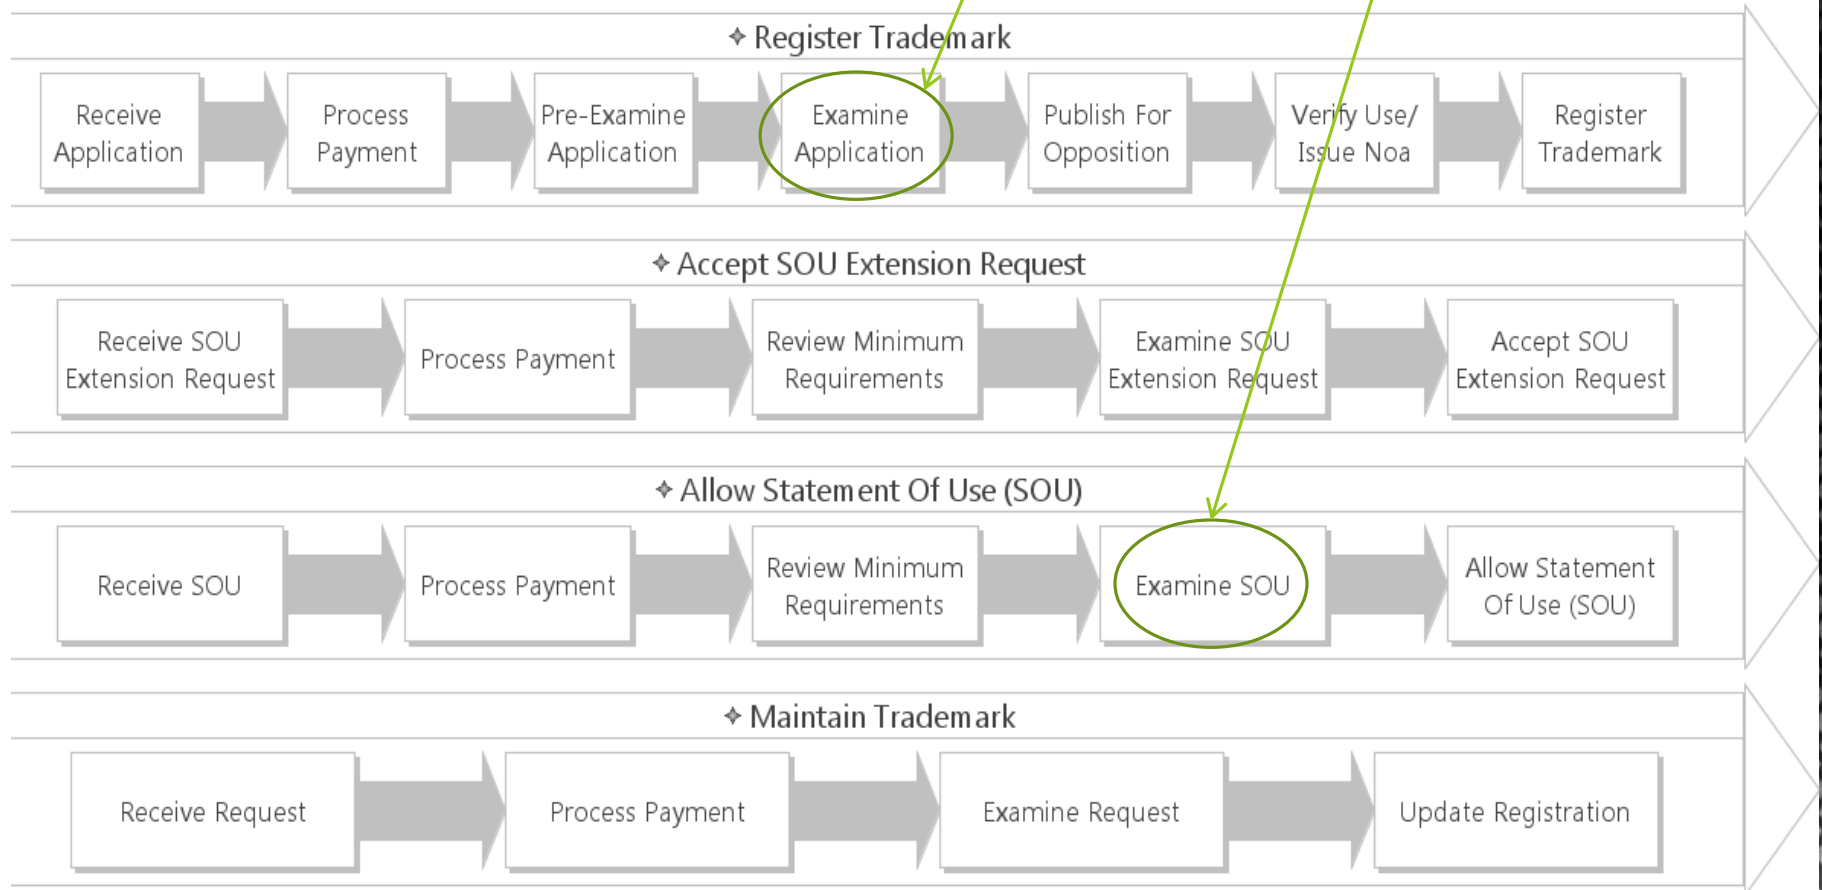 Register Trademark
Receive
Application
Process
Payment
Pre-Examine
Application
Examine
Application
Publish For
Opposition
Verify Use/
Issue Noa
Register
Trademark
Accept SOU Extension Request
Receive SOU
Extension Request
Process Payment
Review Minimum
Requirements
Examine SOU
Extension Request
Accept SOU
Extension Request
Allow Statement Of Use (SOU)
Receive SOU
Process Payment
Review Minimum
Requirements
Examine SOU
Allow Statement
Of Use (SOU)
Maintain Trademark
Receive Request
Process Payment
Examine Request
Update Registration